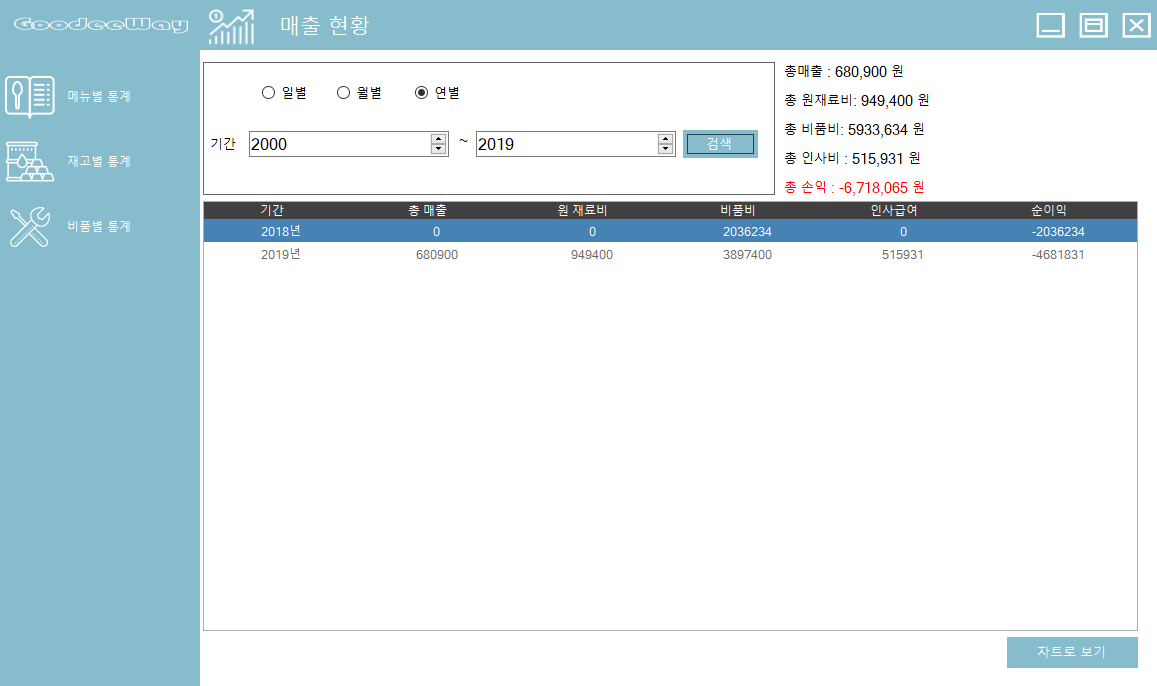 GoodeeWay
매출 현황
메뉴별 통계
재고별 통계
비품별 통계
일별 월별 연별
기간 2000 ~ 2019 검색
총매출 : 680,900 원
총 원재료비: 949,400 원
총 비품비: 5933,634 원
총 인사비 : 515,931 원
총 손익 : -6,718,065 원
기간 총 매출 원 재료비 비품비 인사급여 순이익
2018년 0 0 2036234 0 -2036234
2019년 680900 949400 3897400 515931 -4681831
차트로 보기